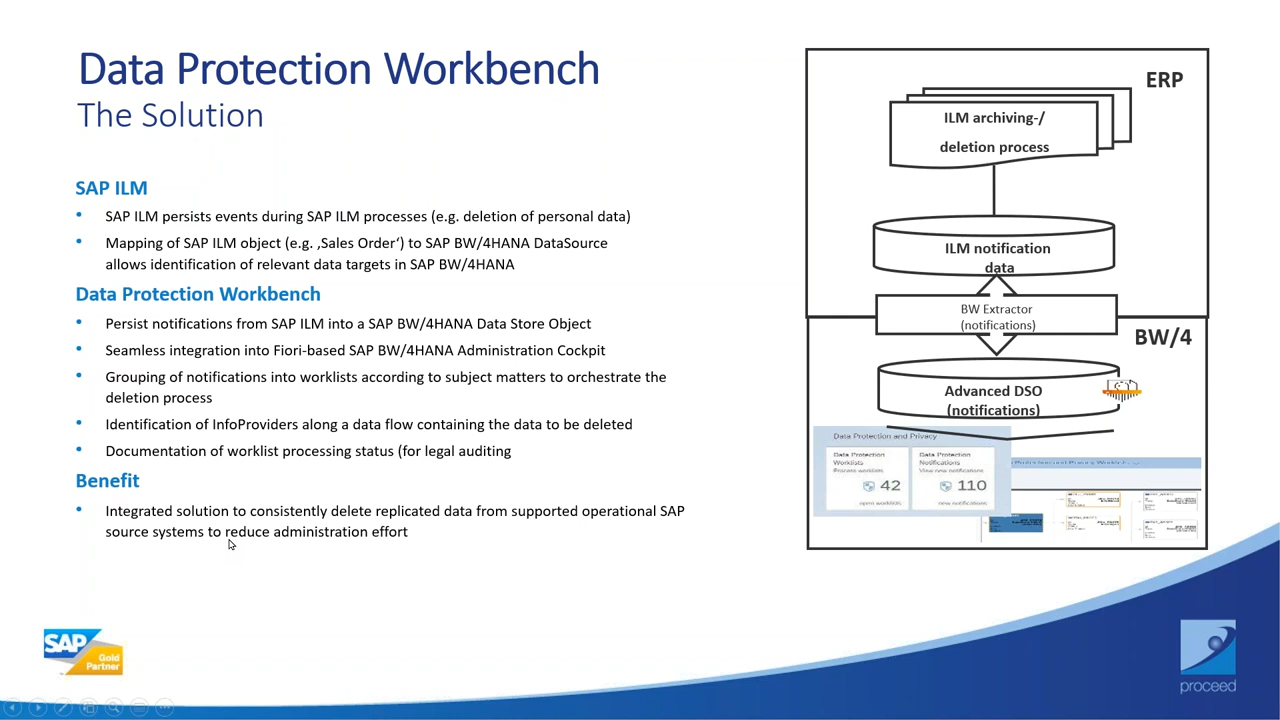 Data Protection Workbench
The Solution
SAP ILM
• SAP ILM persists events during SAP ILM processes (e.g. deletion of personal data)
• Mapping of SAP ILM object (e.g. ‚Sales Order‘) to SAP BW/4HANA DataSource
allows identification of relevant data targets in SAP BW/4HANA
Data Protection Workbench
• Persist notifications from SAP ILM into a SAP BW/4HANA Data Store Object
• Seamless integration into Fiori-based SAP BW/4HANA Administration Cockpit
• Grouping of notifications into worklists according to subject matters to orchestrate the
deletion process
• Identification of InfoProviders along a data flow containing the data to be deleted
• Documentation of worklist processing status (for legal auditing
Benefit
• Integrated solution to consistently delete replicated data from supported operational SAP
source systems to reduce administration effort
ERP
ILM archiving-/
deletion process
ILM notification
data
BW Extractor
(notifications)
BW/4
Advanced DSO
(notifications)
Data Protection and Privacy
Data Protection
Worklists
Process worklists
42
open worklists
Data Protection
Notifications
View new notifications
110
new notifications
SAP
Gold
Partner
proceed